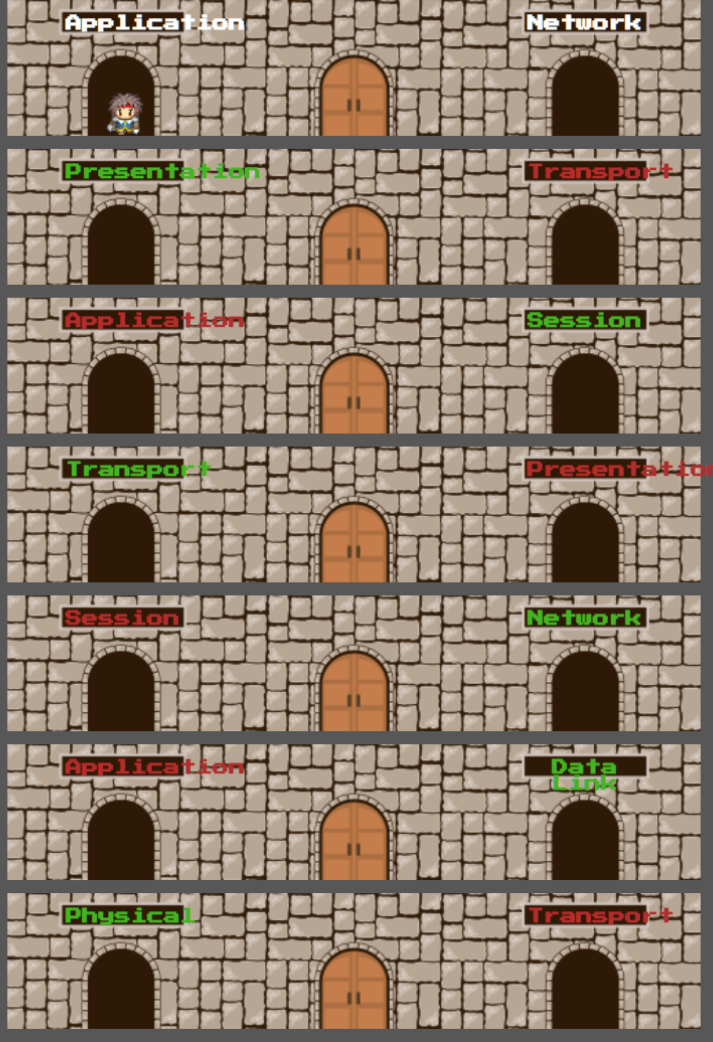 Application
Network
Presentation
Transport
Application
Session
Transport
Presentation
Session
Network
Application
Data
Link
Physical
Transport